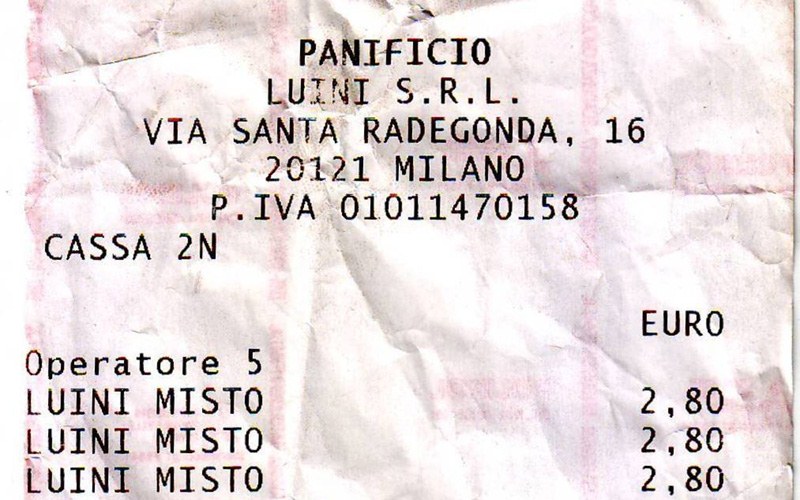 PANIFICIO
LUINI S.R.L.
VIA SANTA RADEGONDA, 16
20121 MILANO
P.IVA 01011470158
CASSA 2N
EURO
Operatore 5
LUINI MISTO 2,80
LUINI MISTO 2,80
LUINI MISTO 2,80